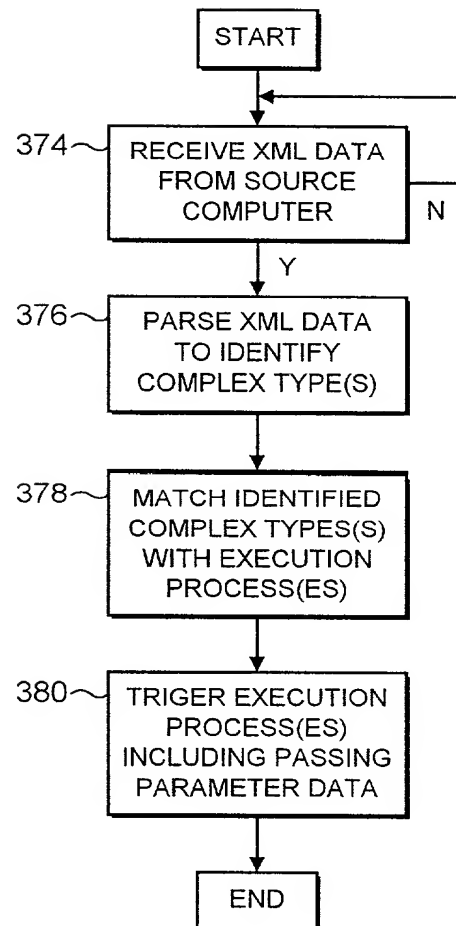 START
374
RECEIVE XML DATA
FROM SOURCE
COMPUTER
N
Y
376
PARSE XML DATA
TO IDENTIFY
COMPLEX TYPE(S)
378
MATCH IDENTIFIED
COMPLEX TYPES(S)
WITH EXECUTION
PROCESS(ES)
380
TRIGER EXECUTION
PROCESS(ES)
INCLUDING PASSING
PARAMETER DATA
END